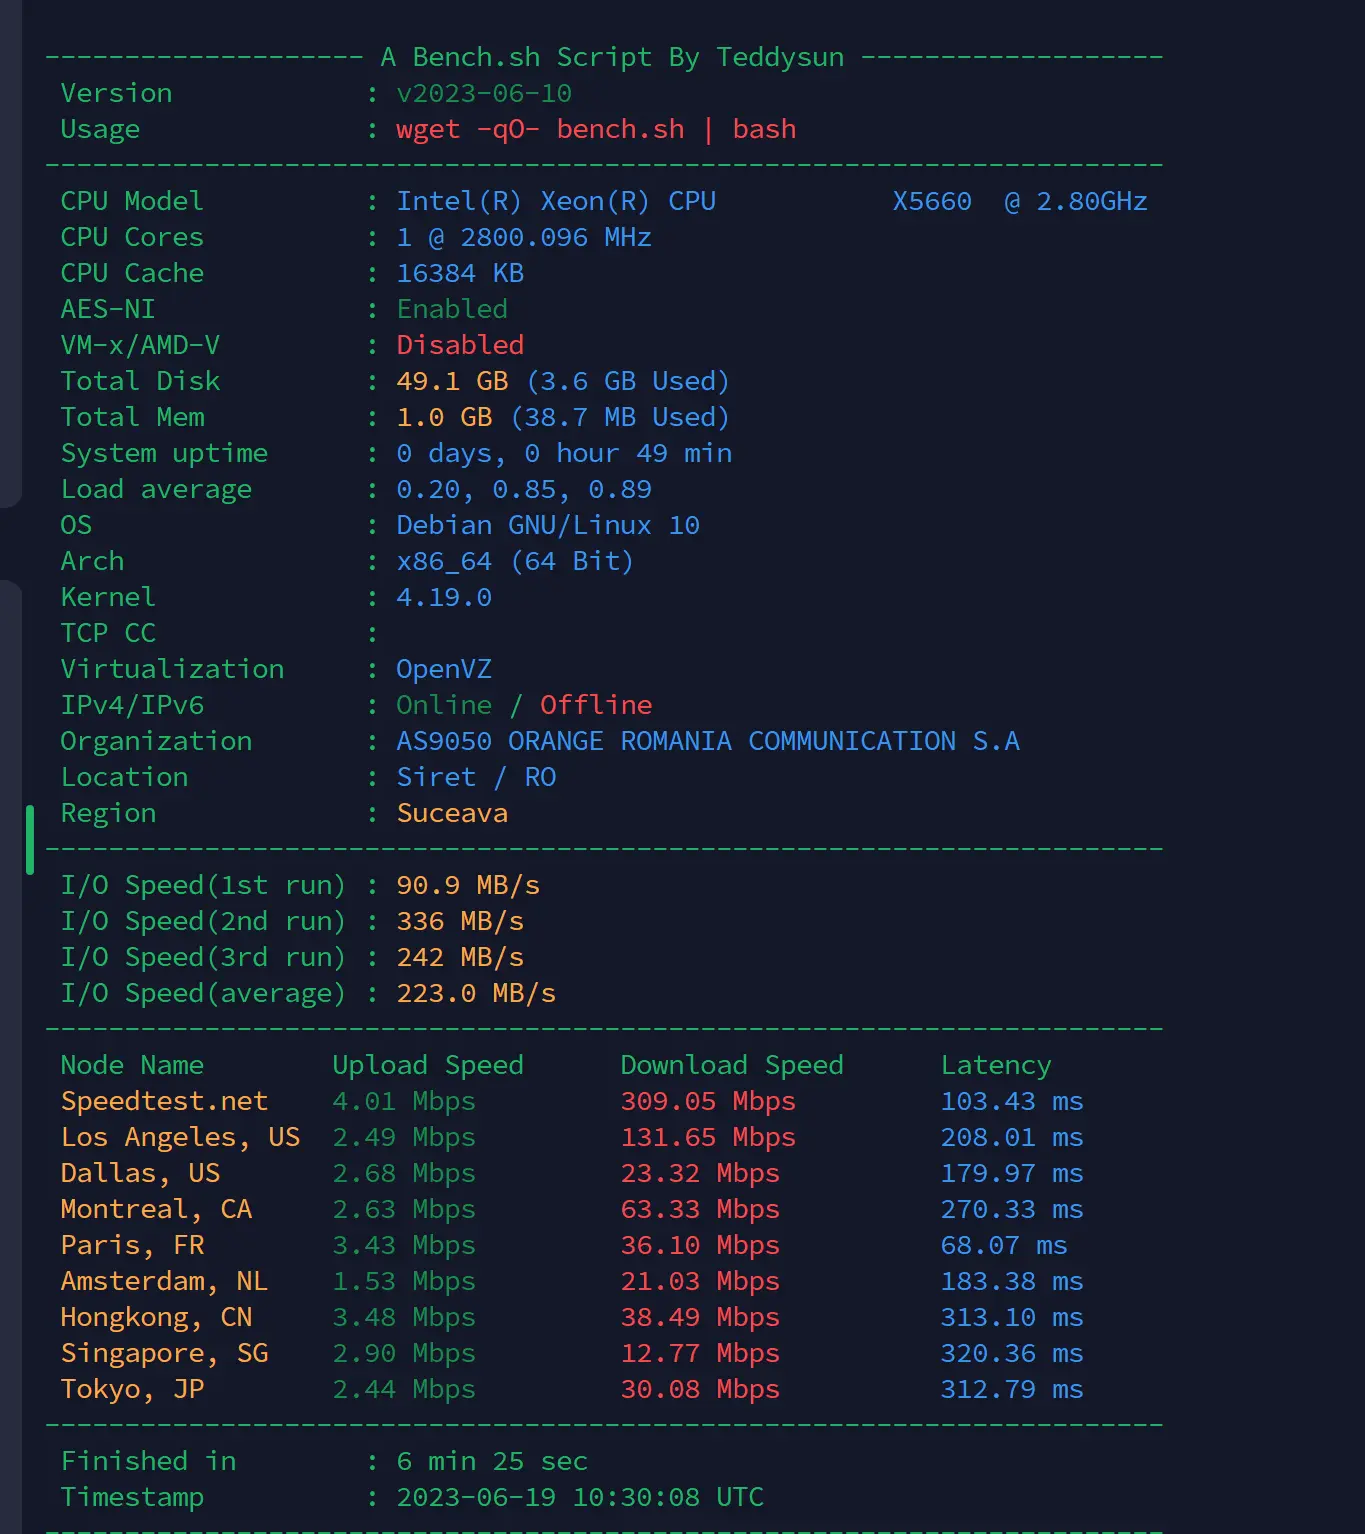 -------------------- A Bench.sh Script By Teddysun -------------------
Version            : v2023-06-10
Usage              : wget -qO- bench.sh | bash
----------------------------------------------------------------------
CPU Model          : Intel(R) Xeon(R) CPU           X5660  @ 2.80GHz
CPU Cores          : 1 @ 2800.096 MHz
CPU Cache          : 16384 KB
AES-NI             : Enabled
VM-x/AMD-V         : Disabled
Total Disk         : 49.1 GB (3.6 GB Used)
Total Mem          : 1.0 GB (38.7 MB Used)
System uptime      : 0 days, 0 hour 49 min
Load average       : 0.20, 0.85, 0.89
OS                 : Debian GNU/Linux 10
Arch               : x86_64 (64 Bit)
Kernel             : 4.19.0
TCP CC             :
Virtualization     : OpenVZ
IPv4/IPv6          : Online / Offline
Organization       : AS9050 ORANGE ROMANIA COMMUNICATION S.A
Location           : Siret / RO
Region             : Suceava
----------------------------------------------------------------------
I/O Speed(1st run) : 90.9 MB/s
I/O Speed(2nd run) : 336 MB/s
I/O Speed(3rd run) : 242 MB/s
I/O Speed(average) : 223.0 MB/s
----------------------------------------------------------------------
Node Name        Upload Speed      Download Speed      Latency
Speedtest.net    4.01 Mbps         309.05 Mbps         103.43 ms
Los Angeles, US  2.49 Mbps         131.65 Mbps         208.01 ms
Dallas, US       2.68 Mbps         23.32 Mbps          179.97 ms
Montreal, CA     2.63 Mbps         63.33 Mbps          270.33 ms
Paris, FR        3.43 Mbps         36.10 Mbps          68.07 ms
Amsterdam, NL    1.53 Mbps         21.03 Mbps          183.38 ms
Hongkong, CN     3.48 Mbps         38.49 Mbps          313.10 ms
Singapore, SG    2.90 Mbps         12.77 Mbps          320.36 ms
Tokyo, JP        2.44 Mbps         30.08 Mbps          312.79 ms
----------------------------------------------------------------------
Finished in        : 6 min 25 sec
Timestamp          : 2023-06-19 10:30:08 UTC
----------------------------------------------------------------------